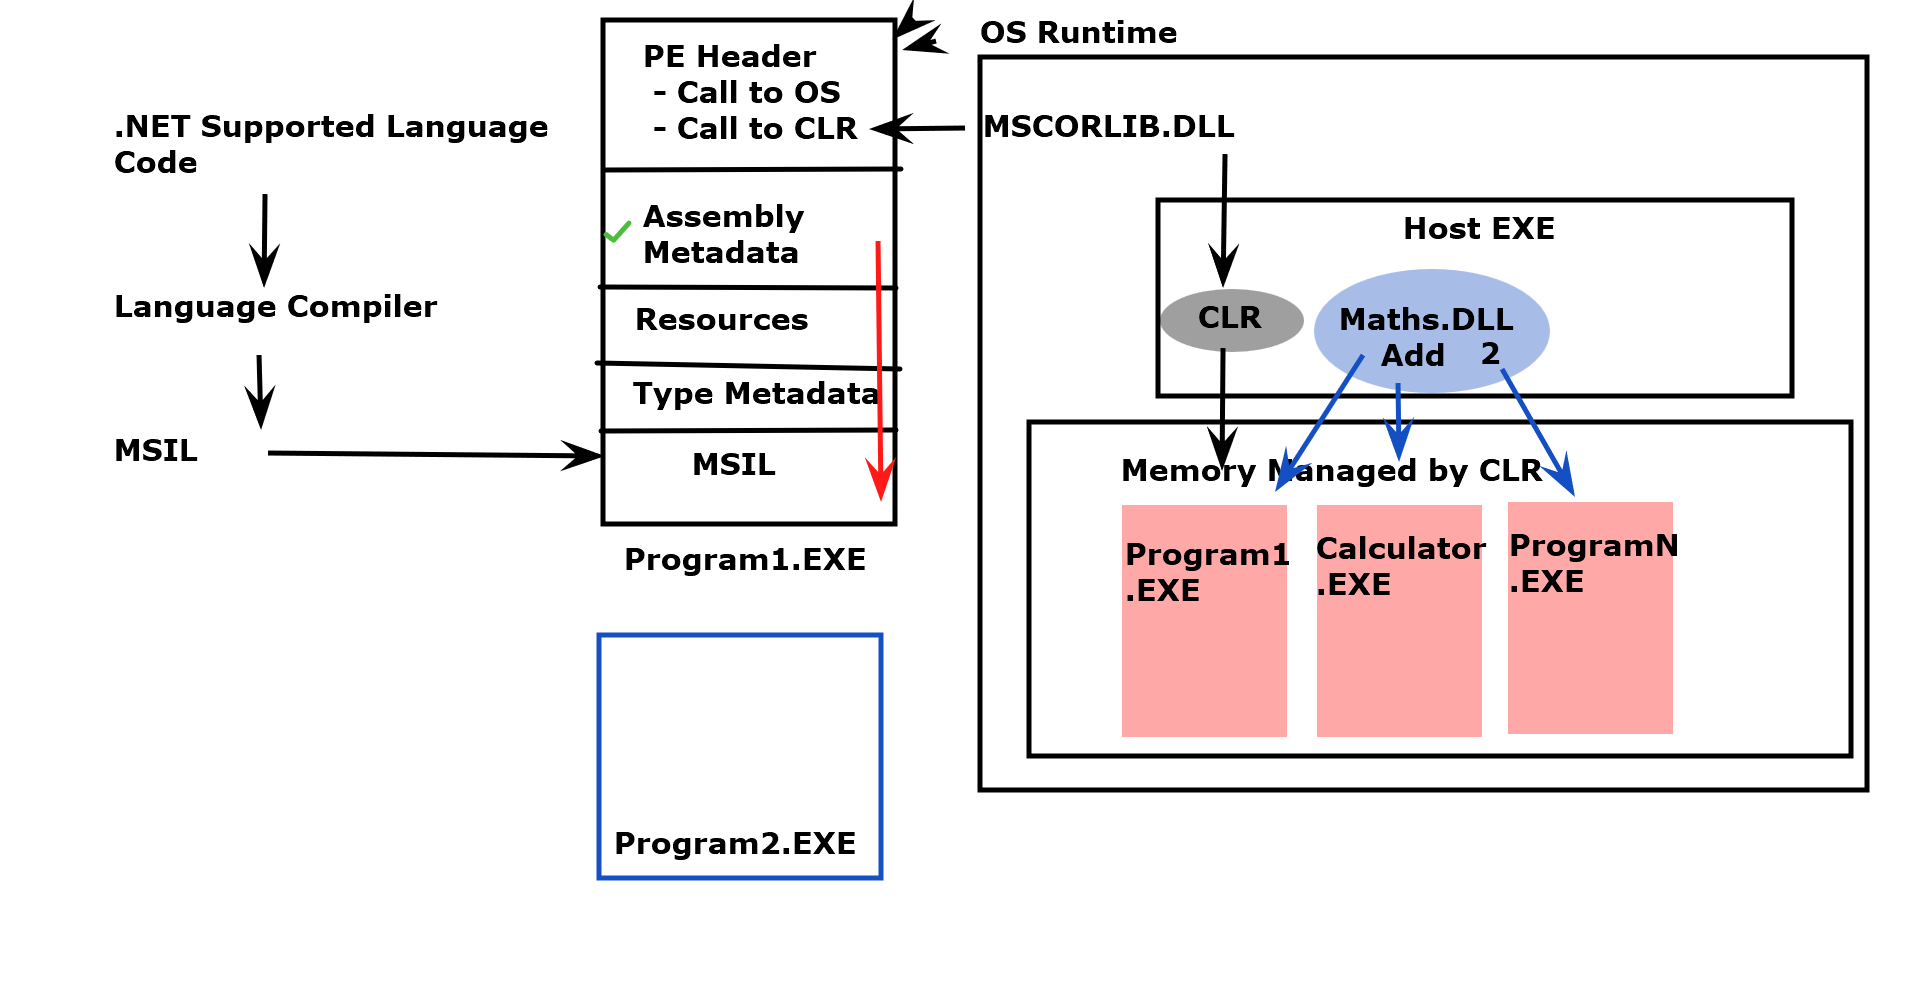 .NET Supported Language
Code
Language Compiler
MSIL
PE Header
- Call to OS
- Call to CLR
Assembly
Metadata
Resources
Type Metadata
MSIL
Program1.EXE
Program2.EXE
OS Runtime
MSCORLIB.DLL
Host EXE
CLR
Maths.DLL
Add 2
Memory Managed by CLR
Program1
.EXE
Calculator
.EXE
ProgramN
.EXE